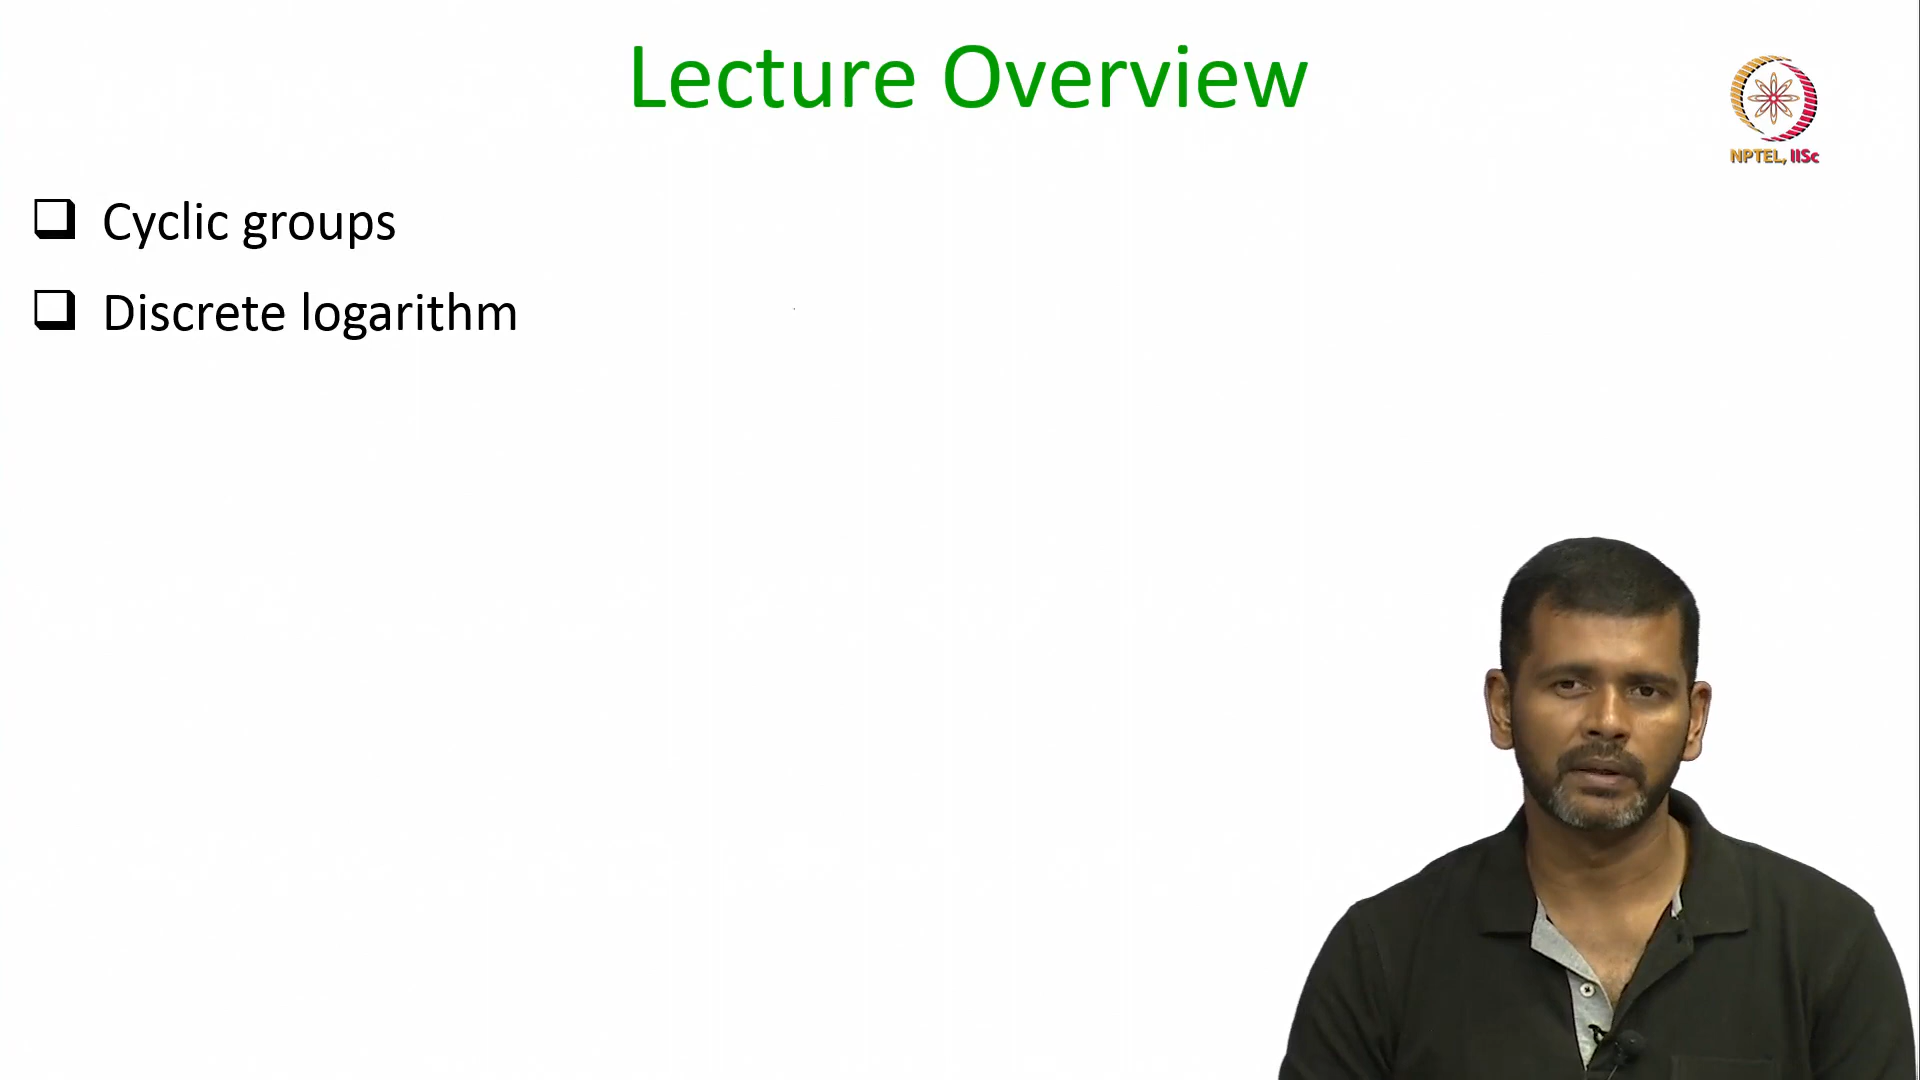 Lecture Overview
NPTEL, IISc
Cyclic groups
Discrete logarithm